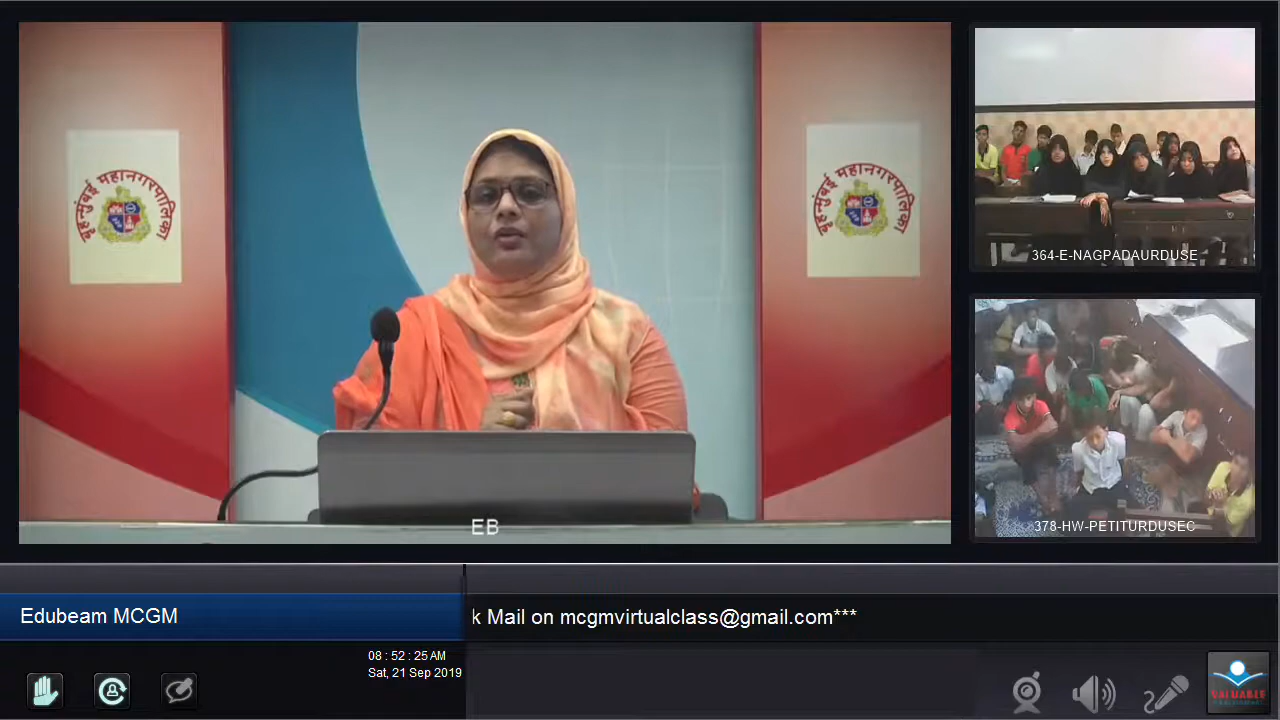 बृहन्मुंबई महानगरपालिका
बृहन्मुंबई महानगरपालिका
364-E-NAGPADAURDUSE
378-HW-PETITURDUSEC
EB
Edubeam MCGM
k Mail on mcgmvirtualclass@gmail.com***
08 : 52 : 25 AM
Sat, 21 Sep 2019
VALUABLE